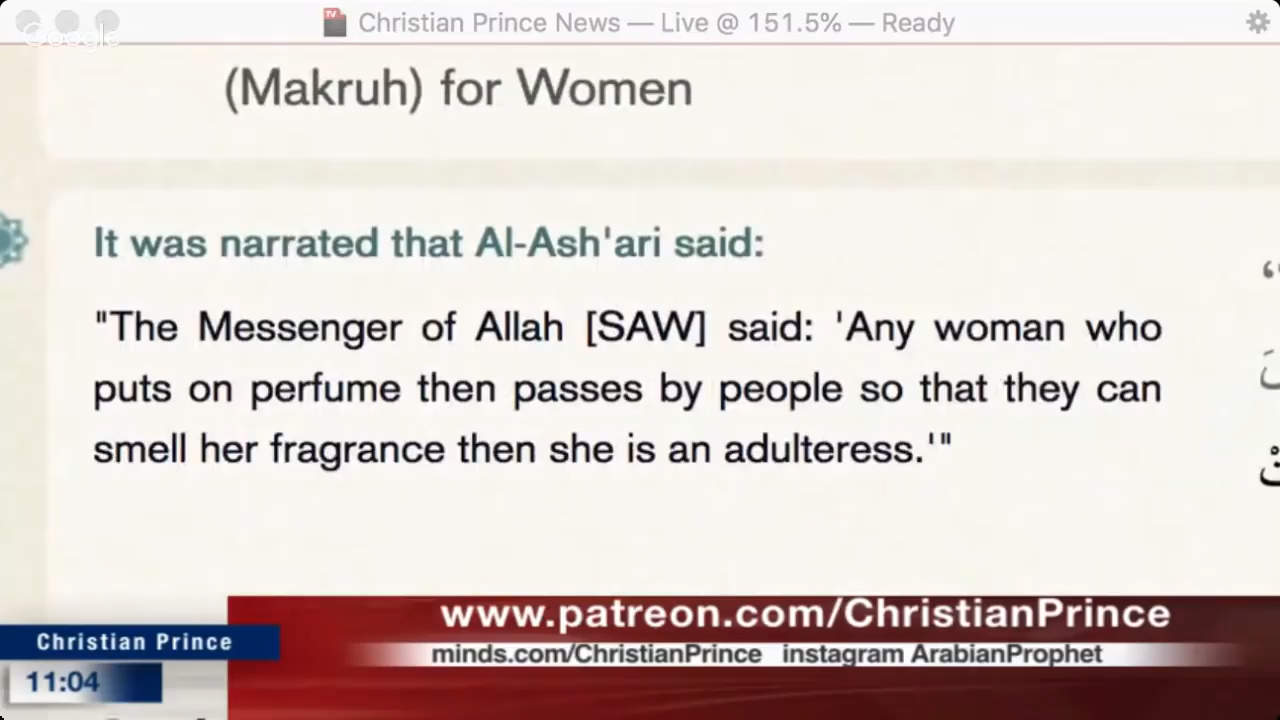 Christian Prince News — Live @ 151.5% — Ready
Google
(Makruh) for Women
It was narrated that Al-Ash'ari said:
"The Messenger of Allah [SAW] said: 'Any woman who
puts on perfume then passes by people so that they can
smell her fragrance then she is an adulteress.'"
www.patreon.com/ChristianPrince
Christian Prince
minds.com/ChristianPrince instagram ArabianProphet
11:04